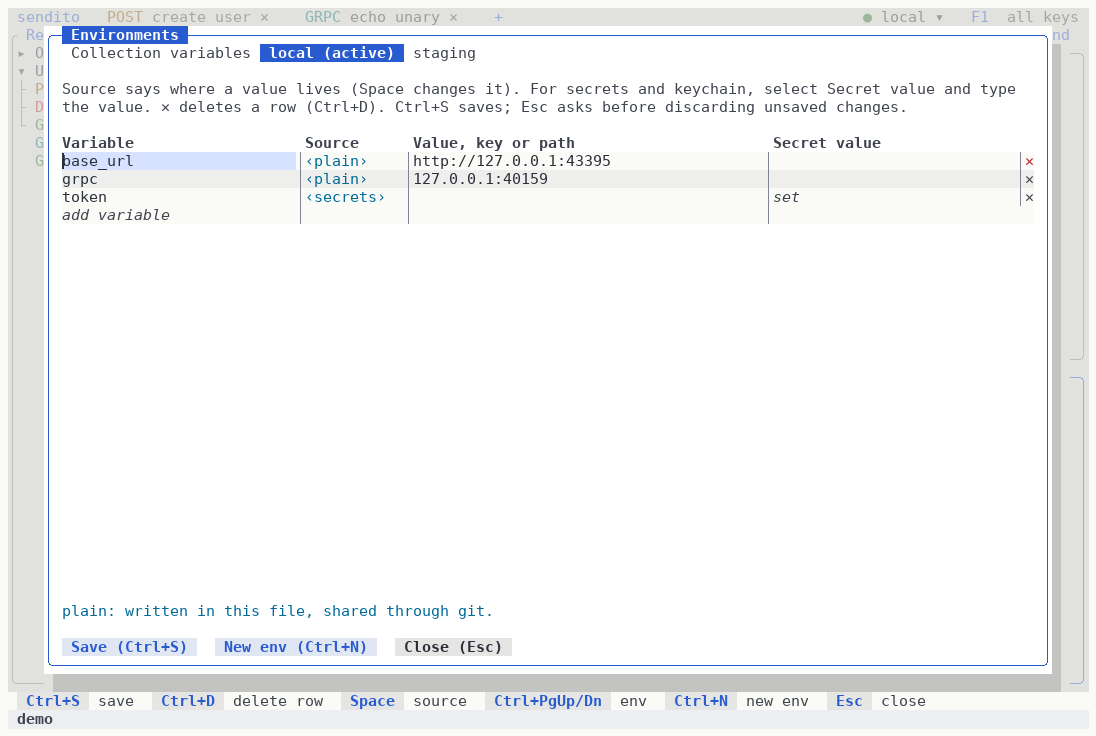 sendito POST create user × GRPC echo unary × + ● local ▾ F1 all keys
Re Environments nd
▸ O Collection variables local (active) staging
▾ U
P Source says where a value lives (Space changes it). For secrets and keychain, select Secret value and type
D the value. × deletes a row (Ctrl+D). Ctrl+S saves; Esc asks before discarding unsaved changes.
G
G Variable Source Value, key or path Secret value
G base_url ‹plain› http://127.0.0.1:43395 ×
grpc ‹plain› 127.0.0.1:40159 ×
token ‹secrets› set ×
add variable
plain: written in this file, shared through git.
Save (Ctrl+S) New env (Ctrl+N) Close (Esc)
Ctrl+S save Ctrl+D delete row Space source Ctrl+PgUp/Dn env Ctrl+N new env Esc close
demo